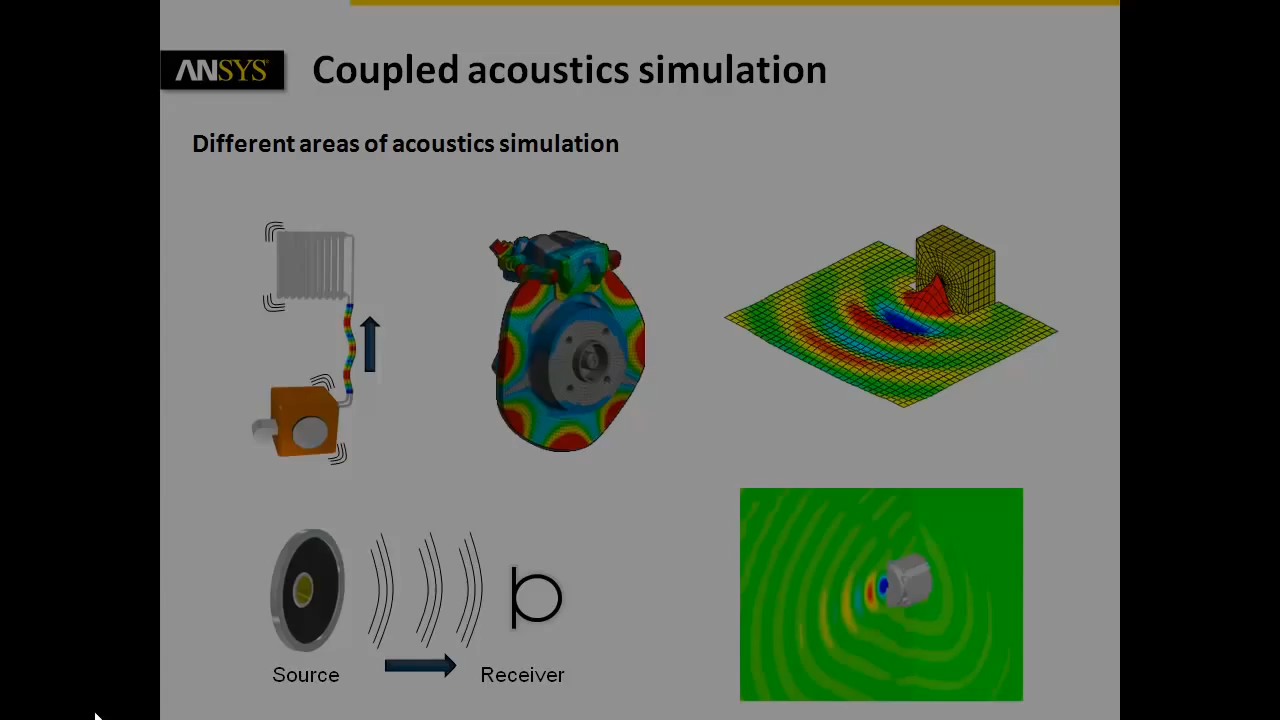 ANSYS
Coupled acoustics simulation
Different areas of acoustics simulation
Source
Receiver